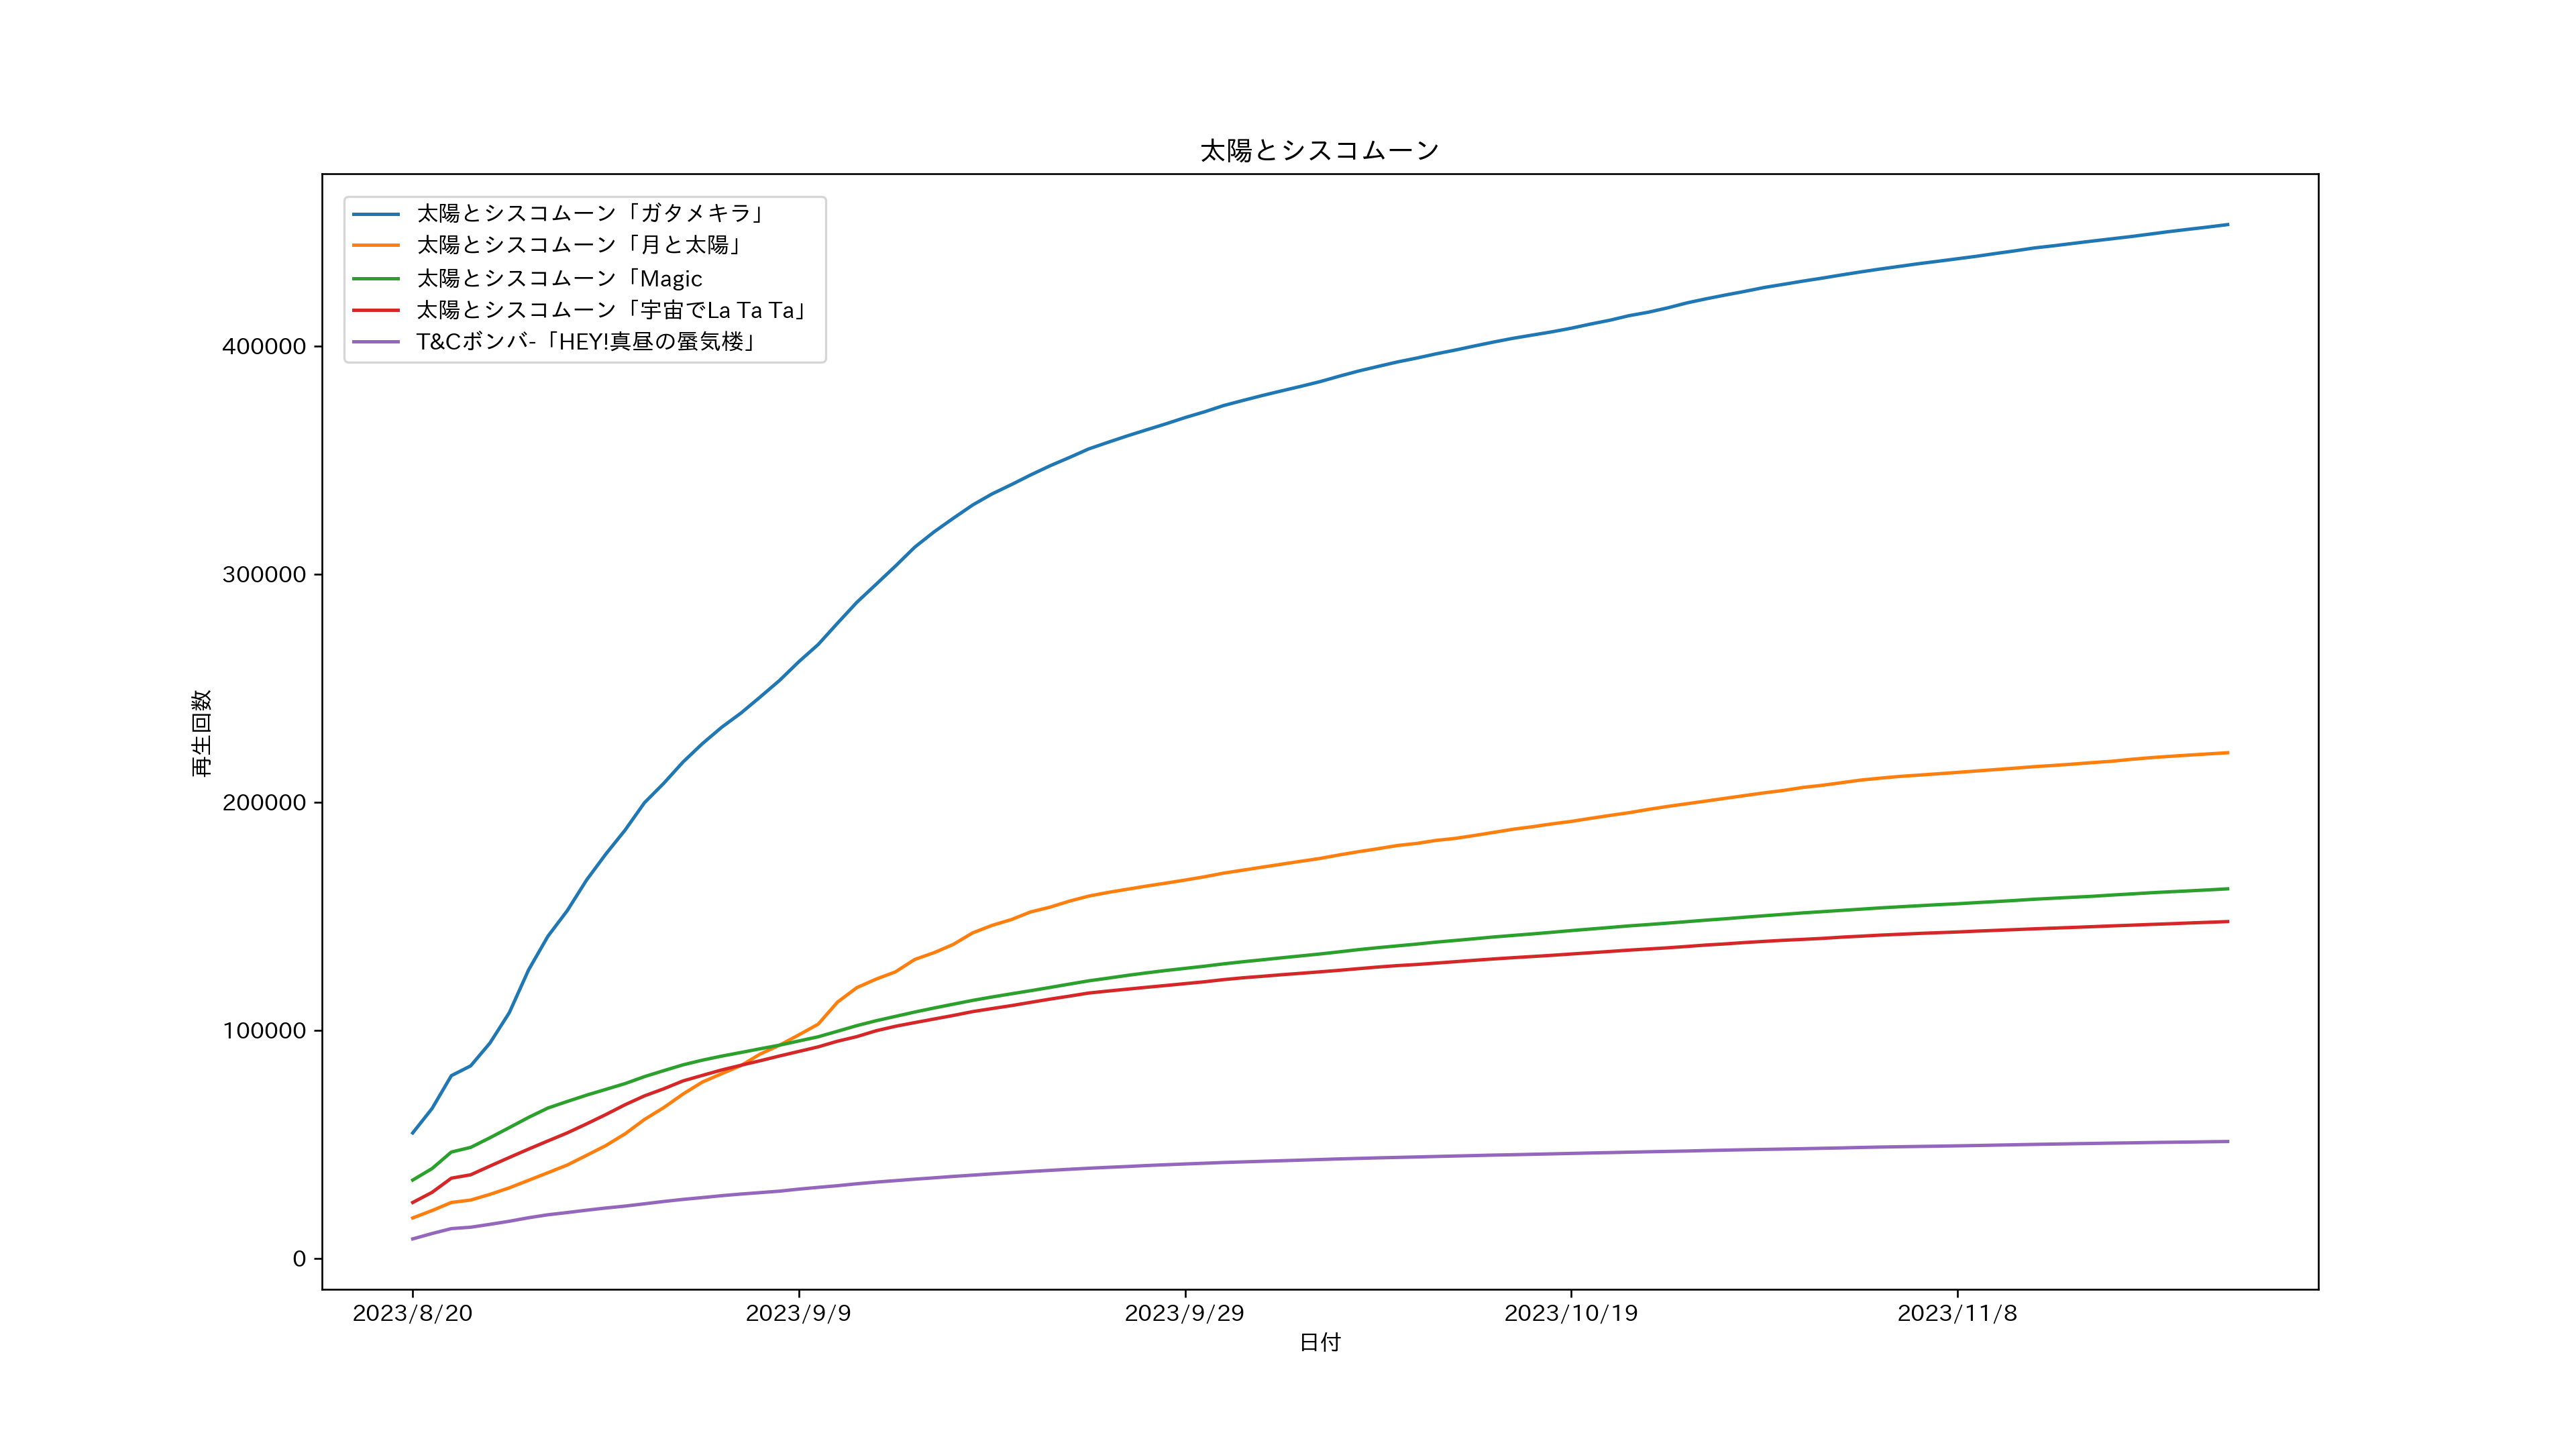 太陽とシスコムーン
太陽とシスコムーン「ガタメキラ」
太陽とシスコムーン「月と太陽」
太陽とシスコムーン「Magic
太陽とシスコムーン「宇宙でLa Ta Ta」
T&Cボンバ-「HEY!真昼の蜃気楼」
400000
300000
200000
100000
0
再生回数
2023/8/20
2023/9/9
2023/9/29
2023/10/19
2023/11/8
日付